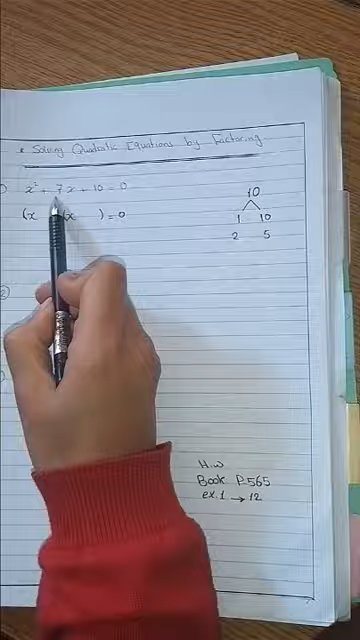 * Solving Quadratic Equations by Factoring
x² + 7x + 10 = 0
(x (x ) = 0
10
1 10
2 5
②
H.W
Book P.565
ex. 1 → 12